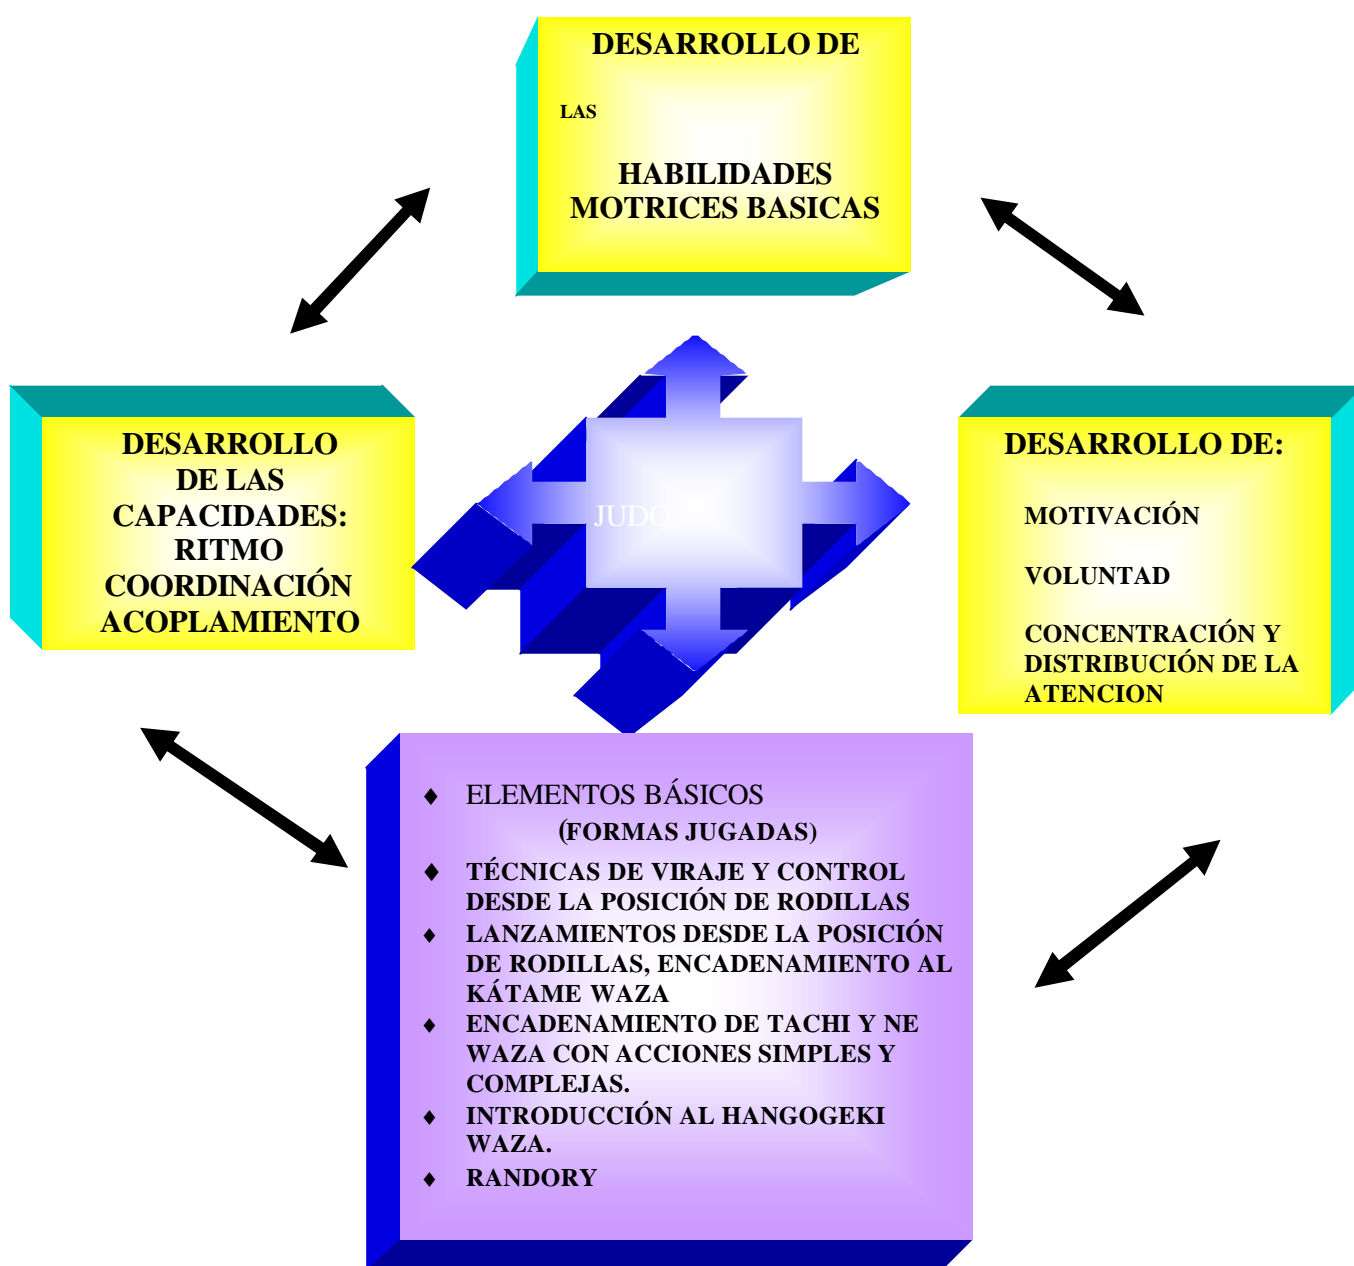 DESARROLLO DE
LAS
HABILIDADES
MOTRICES BASICAS
DESARROLLO
DE LAS
CAPACIDADES:
RITMO
COORDINACIÓN
ACOPLAMIENTO
JUDO
DESARROLLO DE:
MOTIVACIÓN
VOLUNTAD
CONCENTRACIÓN Y
DISTRIBUCIÓN DE LA
ATENCION
♦ ELEMENTOS BÁSICOS
(FORMAS JUGADAS)
♦ TÉCNICAS DE VIRAJE Y CONTROL
DESDE LA POSICIÓN DE RODILLAS
♦ LANZAMIENTOS DESDE LA POSICIÓN
DE RODILLAS, ENCADENAMIENTO AL
KÁTAME WAZA
♦ ENCADENAMIENTO DE TACHI Y NE
WAZA CON ACCIONES SIMPLES Y
COMPLEJAS.
♦ INTRODUCCIÓN AL HANGOGEKI
WAZA.
♦ RANDORY